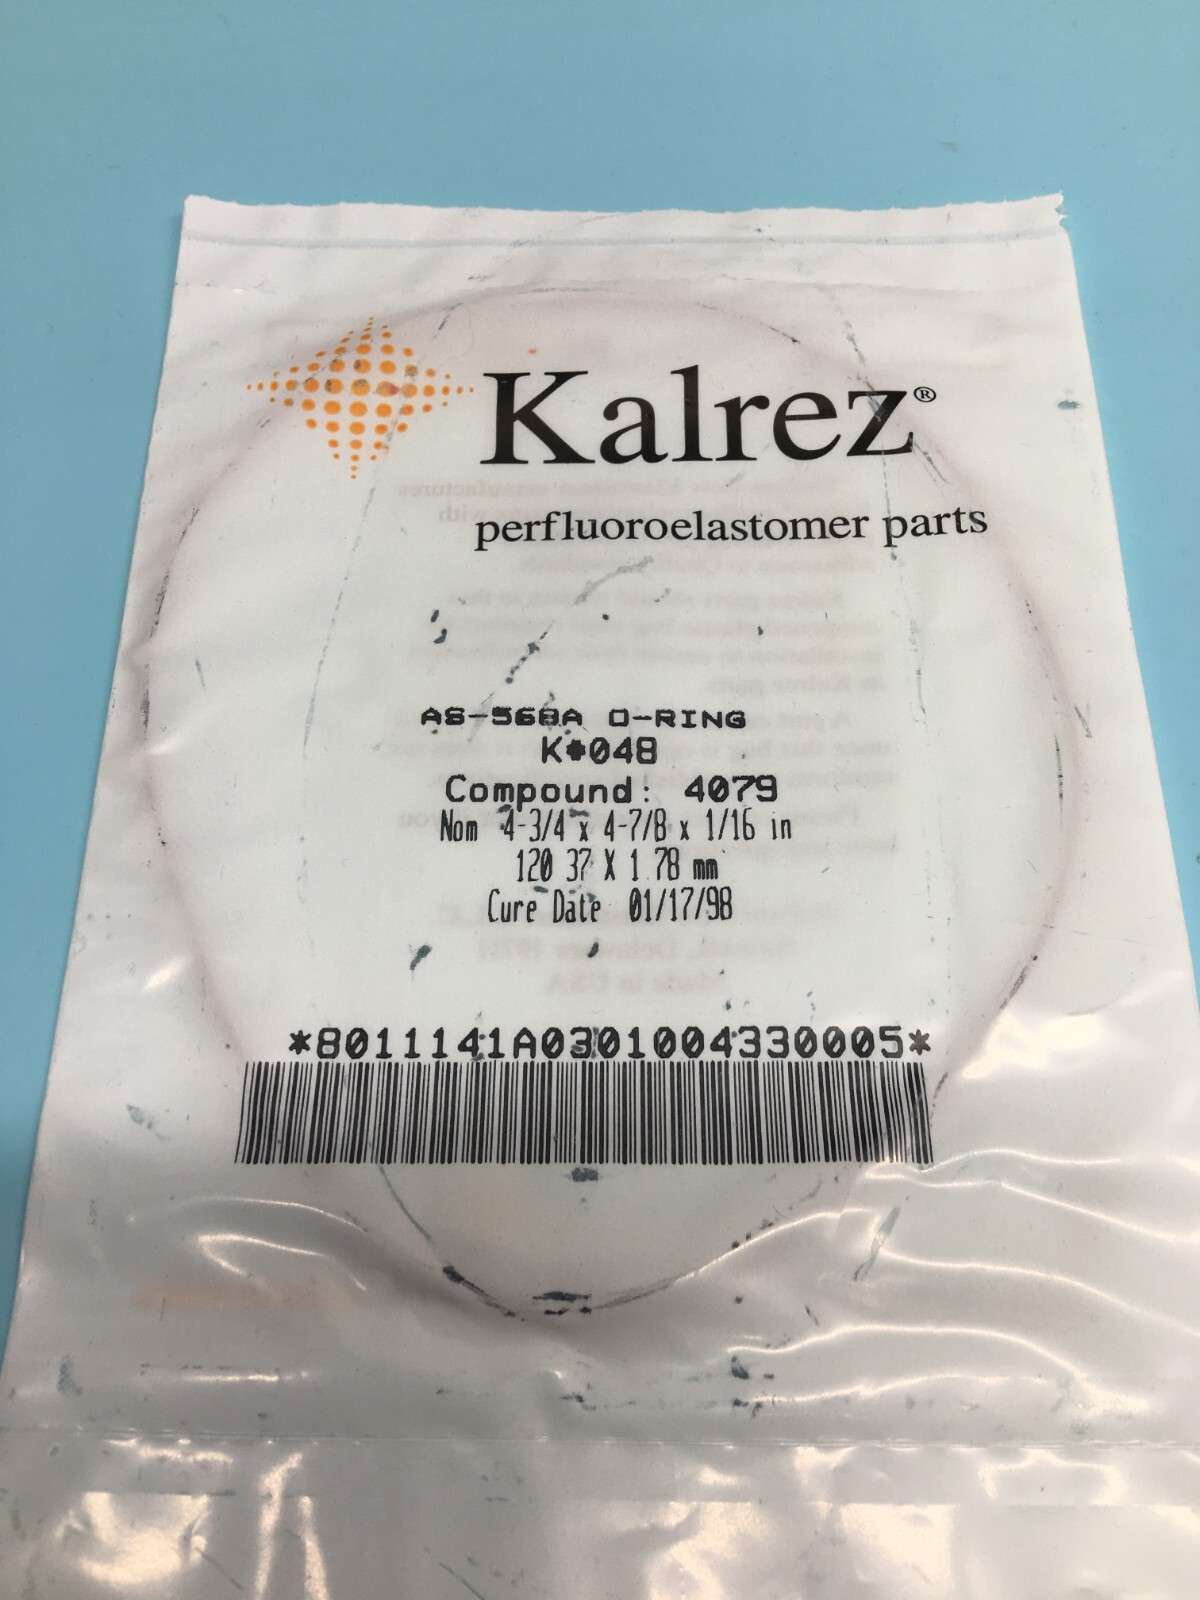 Kalrez®
perfluoroelastomer parts
AS-568A O-RING
K#048
Compound: 4079
Nom 4-3/4 x 4-7/8 x 1/16 in
120 37 X 1 78 mm
Cure Date 01/17/98
*8011141A0301004330005*